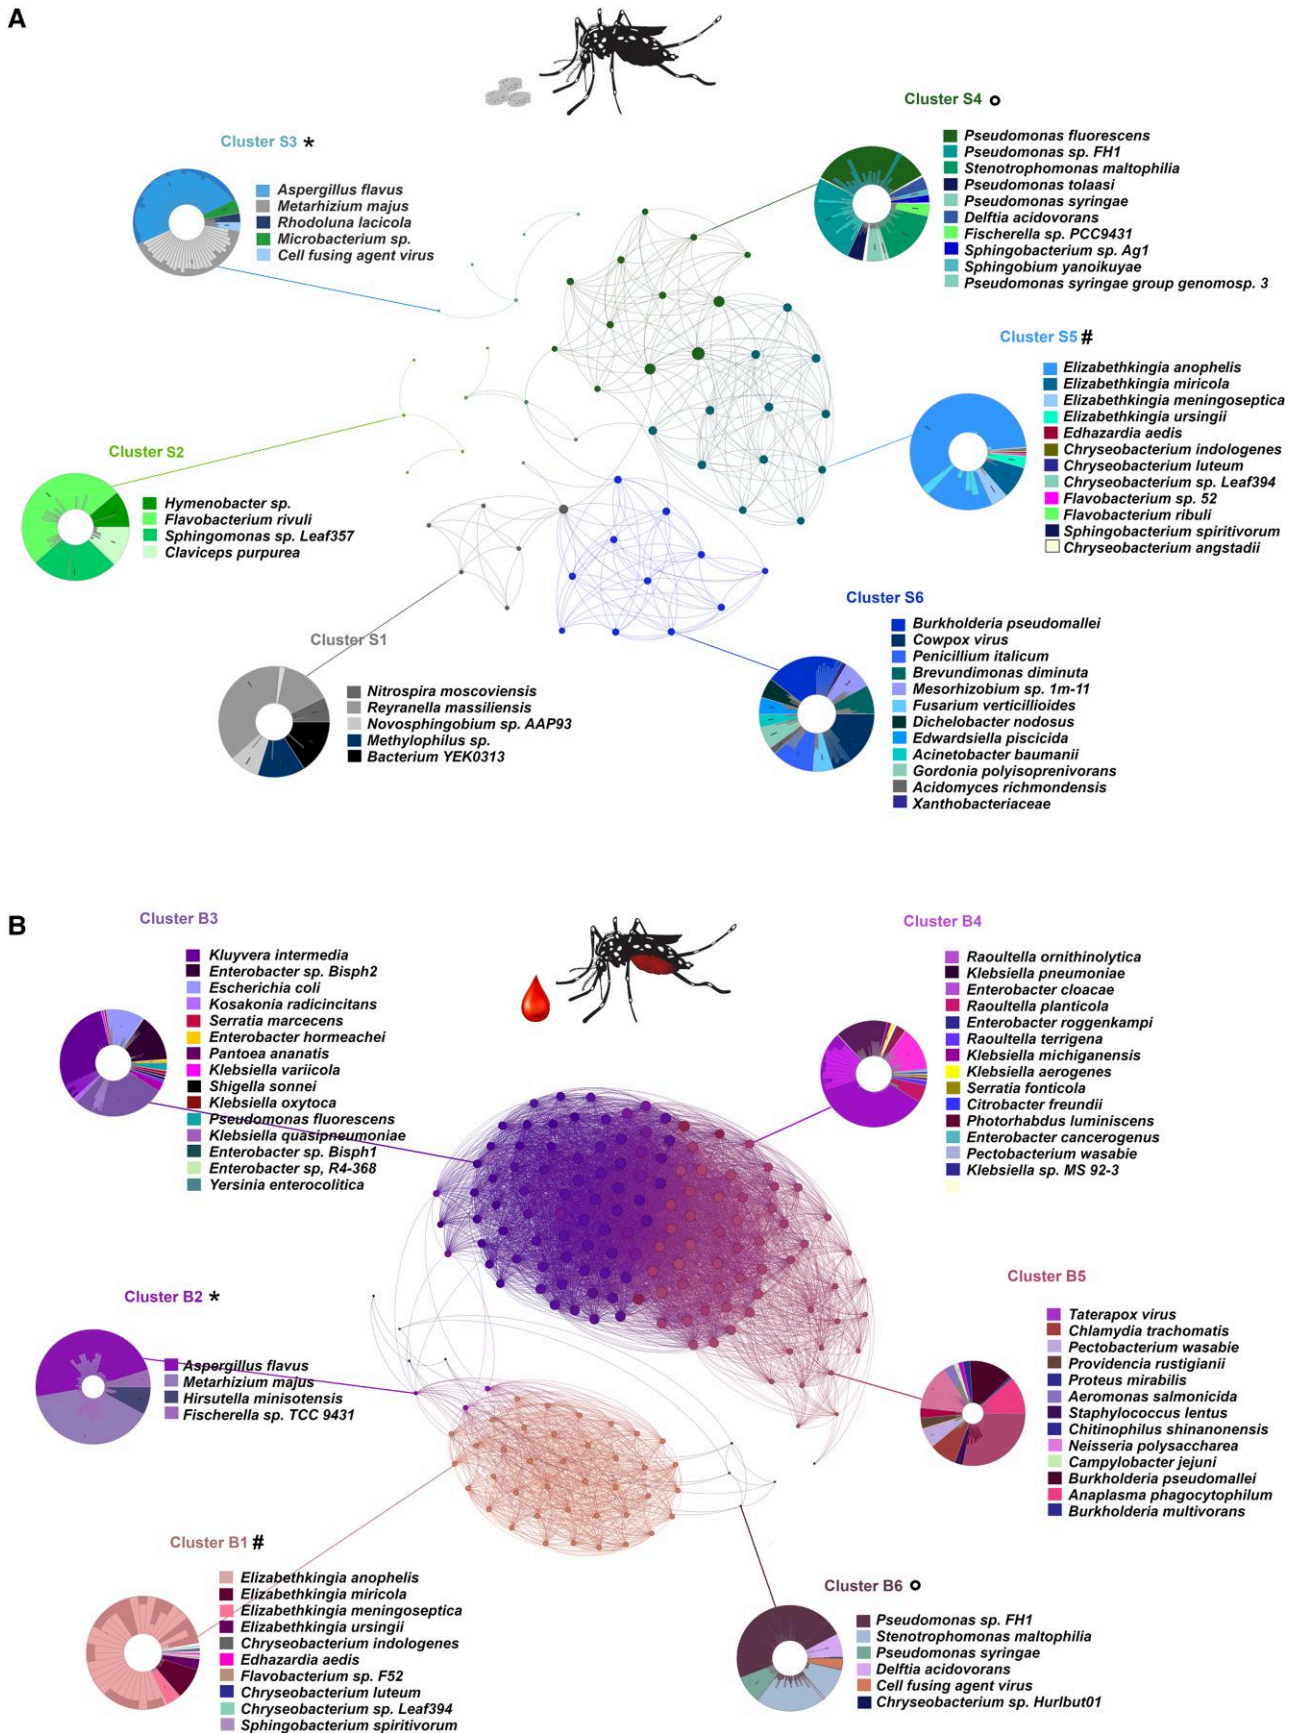 A
Cluster S4 o
Pseudomonas fluorescens
Pseudomonas sp. FH1
Stenotrophomonas maltophilia
Pseudomonas tolaasi
Pseudomonas syringae
Delftia acidovorans
Fischerella sp. PCC9431
Sphingobacterium sp. Ag1
Sphingobium yanoikuyae
Pseudomonas syringae group genomosp. 3
Cluster S3 *
Aspergillus flavus
Metarhizium majus
Rhodoluna lacicola
Microbacterium sp.
Cell fusing agent virus
Cluster S5 #
Elizabethkingia anophelis
Elizabethkingia miricola
Elizabethkingia meningoseptica
Elizabethkingia ursingii
Edhazardia aedis
Chryseobacterium indologenes
Chryseobacterium luteum
Chryseobacterium sp. Leaf394
Flavobacterium sp. 52
Flavobacterium ribuli
Sphingobacterium spiritivorum
Chryseobacterium angstadii
Cluster S2
Hymenobacter sp.
Flavobacterium rivuli
Sphingomonas sp. Leaf357
Claviceps purpurea
Cluster S6
Burkholderia pseudomallei
Cowpox virus
Penicillium italicum
Brevundimonas diminuta
Mesorhizobium sp. 1m-11
Fusarium verticillioides
Dichelobacter nodosus
Edwardsiella piscicida
Acinetobacter baumanii
Gordonia polyisoprenivorans
Acidomyces richmondensis
Xanthobacteriaceae
Cluster S1
Nitrospira moscoviensis
Reyranella massiliensis
Novosphingobium sp. AAP93
Methylophilus sp.
Bacterium YEK0313
B
Cluster B3
Kluyvera intermedia
Enterobacter sp. Bisph2
Escherichia coli
Kosakonia radicincitans
Serratia marcecens
Enterobacter hormeachei
Pantoea ananatis
Klebsiella variicola
Shigella sonnei
Klebsiella oxytoca
Pseudomonas fluorescens
Klebsiella quasipneumoniae
Enterobacter sp. Bisph1
Enterobacter sp, R4-368
Yersinia enterocolitica
Cluster B4
Raoultella ornithinolytica
Klebsiella pneumoniae
Enterobacter cloacae
Raoultella planticola
Enterobacter roggenkampi
Raoultella terrigena
Klebsiella michiganensis
Klebsiella aerogenes
Serratia fonticola
Citrobacter freundii
Photorhabdus luminiscens
Enterobacter cancerogenus
Pectobacterium wasabie
Klebsiella sp. MS 92-3
Cluster B2 *
Aspergillus flavus
Metarhizium majus
Hirsutella minisotensis
Fischerella sp. TCC 9431
Cluster B5
Taterapox virus
Chlamydia trachomatis
Pectobacterium wasabie
Providencia rustigianii
Proteus mirabilis
Aeromonas salmonicida
Staphylococcus lentus
Chitinophilus shinanonensis
Neisseria polysaccharea
Campylobacter jejuni
Burkholderia pseudomallei
Anaplasma phagocytophilum
Burkholderia multivorans
Cluster B1 #
Elizabethkingia anophelis
Elizabethkingia miricola
Elizabethkingia meningoseptica
Elizabethkingia ursingii
Chryseobacterium indologenes
Edhazardia aedis
Flavobacterium sp. F52
Chryseobacterium luteum
Chryseobacterium sp. Leaf394
Sphingobacterium spiritivorum
Cluster B6 o
Pseudomonas sp. FH1
Stenotrophomonas maltophilia
Pseudomonas syringae
Delftia acidovorans
Cell fusing agent virus
Chryseobacterium sp. Hurlbut01